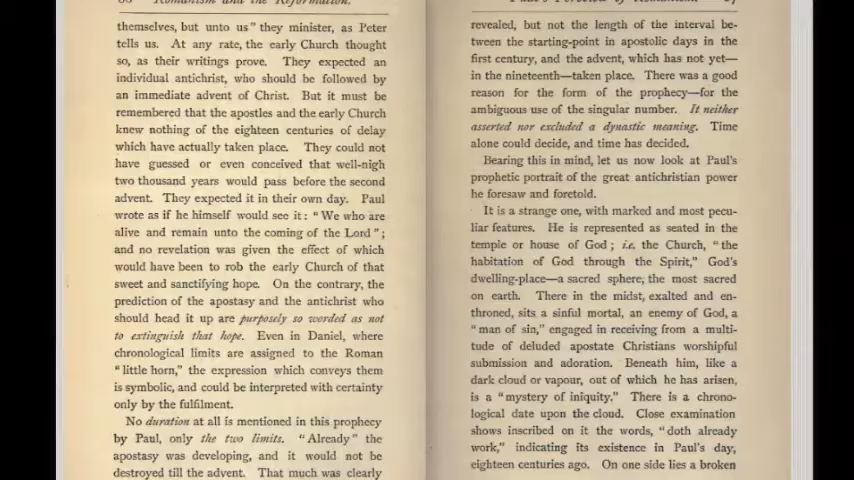 Romanism and the Reformation.
themselves, but unto us" they minister, as Peter
tells us. At any rate, the early Church thought
so, as their writings prove. They expected an
individual antichrist, who should be followed by
an immediate advent of Christ. But it must be
remembered that the apostles and the early Church
knew nothing of the eighteen centuries of delay
which have actually taken place. They could not
have guessed or even conceived that well-nigh
two thousand years would pass before the second
advent. They expected it in their own day. Paul
wrote as if he himself would see it: "We who are
alive and remain unto the coming of the Lord";
and no revelation was given the effect of which
would have been to rob the early Church of that
sweet and sanctifying hope. On the contrary, the
prediction of the apostasy and the antichrist who
should head it up are purposely so worded as not
to extinguish that hope. Even in Daniel, where
chronological limits are assigned to the Roman
"little horn," the expression which conveys them
is symbolic, and could be interpreted with certainty
only by the fulfilment.
No duration at all is mentioned in this prophecy
by Paul, only the two limits. "Already" the
apostasy was developing, and it would not be
destroyed till the advent. That much was clearly
revealed, but not the length of the interval be-
tween the starting-point in apostolic days in the
first century, and the advent, which has not yet—
in the nineteenth—taken place. There was a good
reason for the form of the prophecy—for the
ambiguous use of the singular number. It neither
asserted nor excluded a dynastic meaning. Time
alone could decide, and time has decided.
Bearing this in mind, let us now look at Paul's
prophetic portrait of the great antichristian power
he foresaw and foretold.
It is a strange one, with marked and most pecu-
liar features. He is represented as seated in the
temple or house of God; i.e. the Church, "the
habitation of God through the Spirit," God's
dwelling-place—a sacred sphere, the most sacred
on earth. There in the midst, exalted and en-
throned, sits a sinful mortal, an enemy of God, a
"man of sin," engaged in receiving from a multi-
tude of deluded apostate Christians worshipful
submission and adoration. Beneath him, like a
dark cloud or vapour, out of which he has arisen,
is a "mystery of iniquity." There is a chrono-
logical date upon the cloud. Close examination
shows inscribed on it the words, "doth already
work," indicating its existence in Paul's day,
eighteen centuries ago. On one side lies a broken